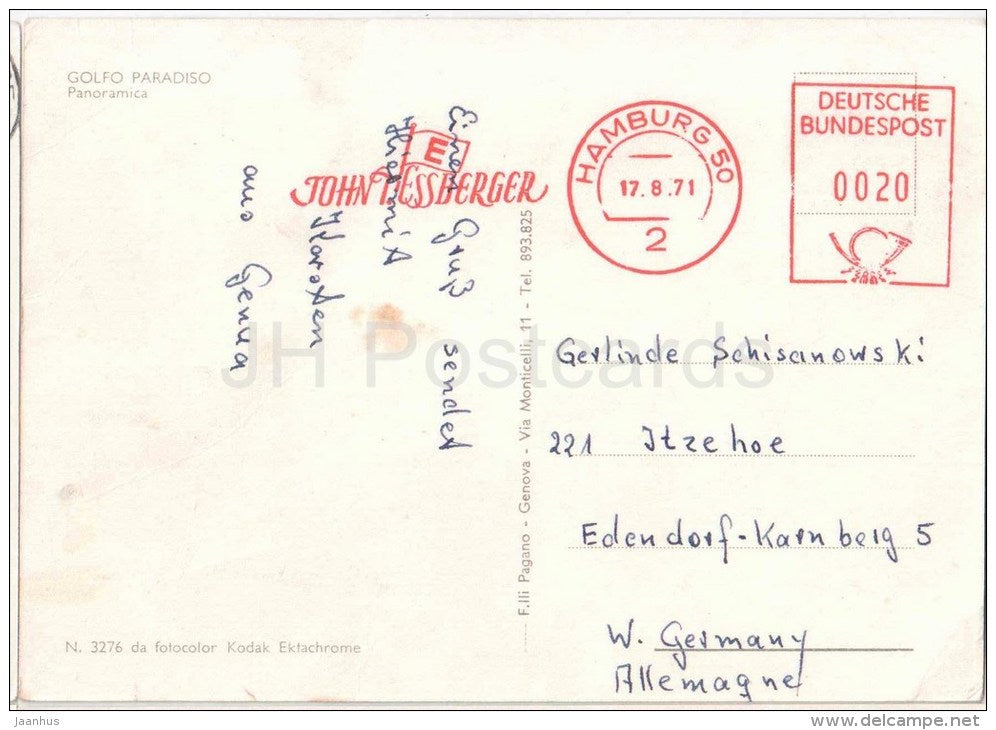 GOLFO PARADISO
Panoramica
Einen Gruß sendet
Hiermit
Karsten
aus Genua
E
JOHN T. ESSBERGER
HAMBURG 50
17.8.71
2
DEUTSCHE
BUNDESPOST
0020
F.lli Pagano - Genova - Via Monticelli, 11 - Tel. 893.825
JH Postcards
Gerlinde Schisanowski
221 Itzehoe
Edendorf-Karnberg 5
W. Germany
Allemagne
N. 3276 da fotocolor Kodak Ektachrome
jaanhus
delcampe.net